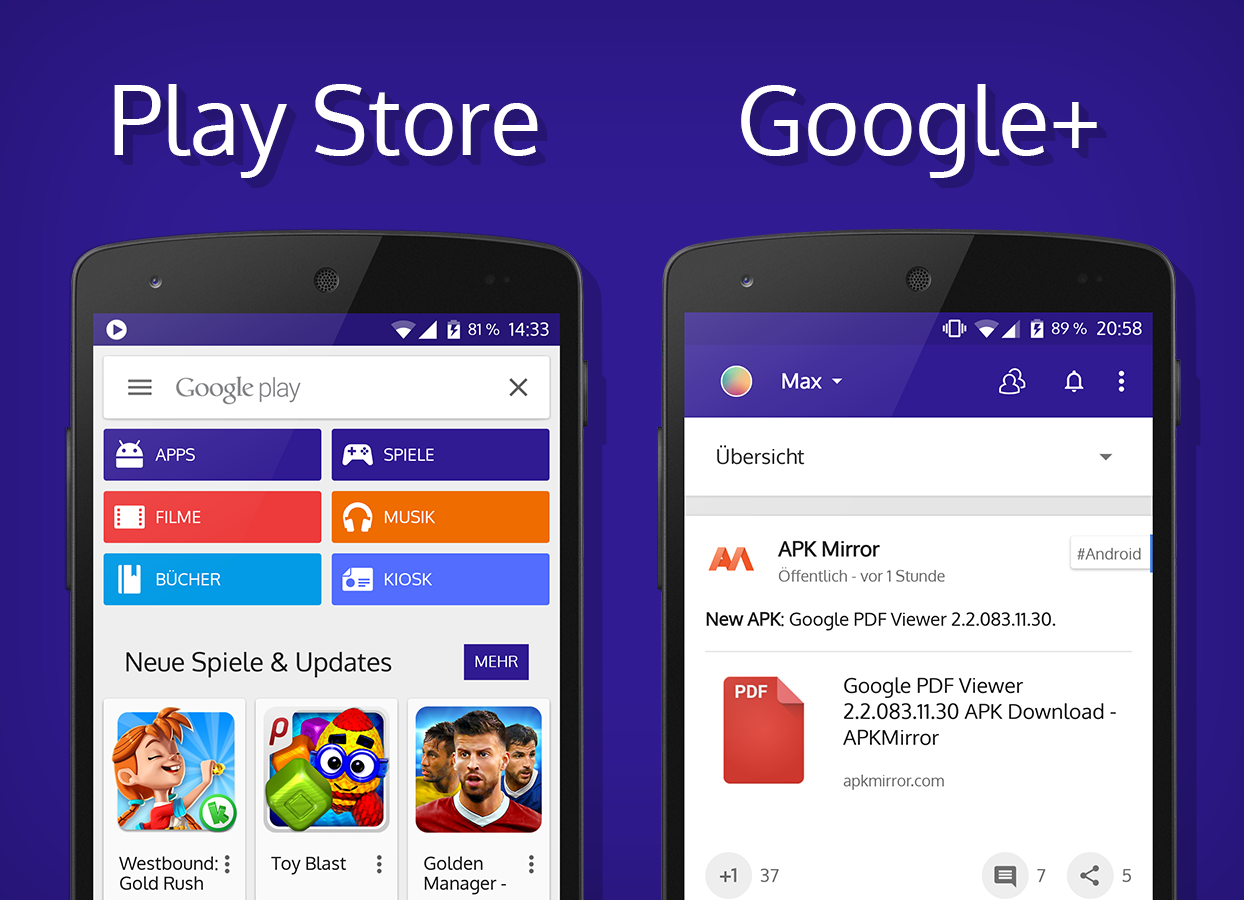 Play Store
81 % 14:33
Google play
APPS
SPIELE
FILME
MUSIK
BÜCHER
KIOSK
Neue Spiele & Updates
MEHR
Westbound:
Gold Rush
Toy Blast
Golden
Manager -
Google+
89 % 20:58
Max
Übersicht
APK Mirror
#Android
Öffentlich - vor 1 Stunde
New APK: Google PDF Viewer 2.2.083.11.30.
PDF
Google PDF Viewer
2.2.083.11.30 APK Download -
APKMirror
apkmirror.com
+1 37
7
5